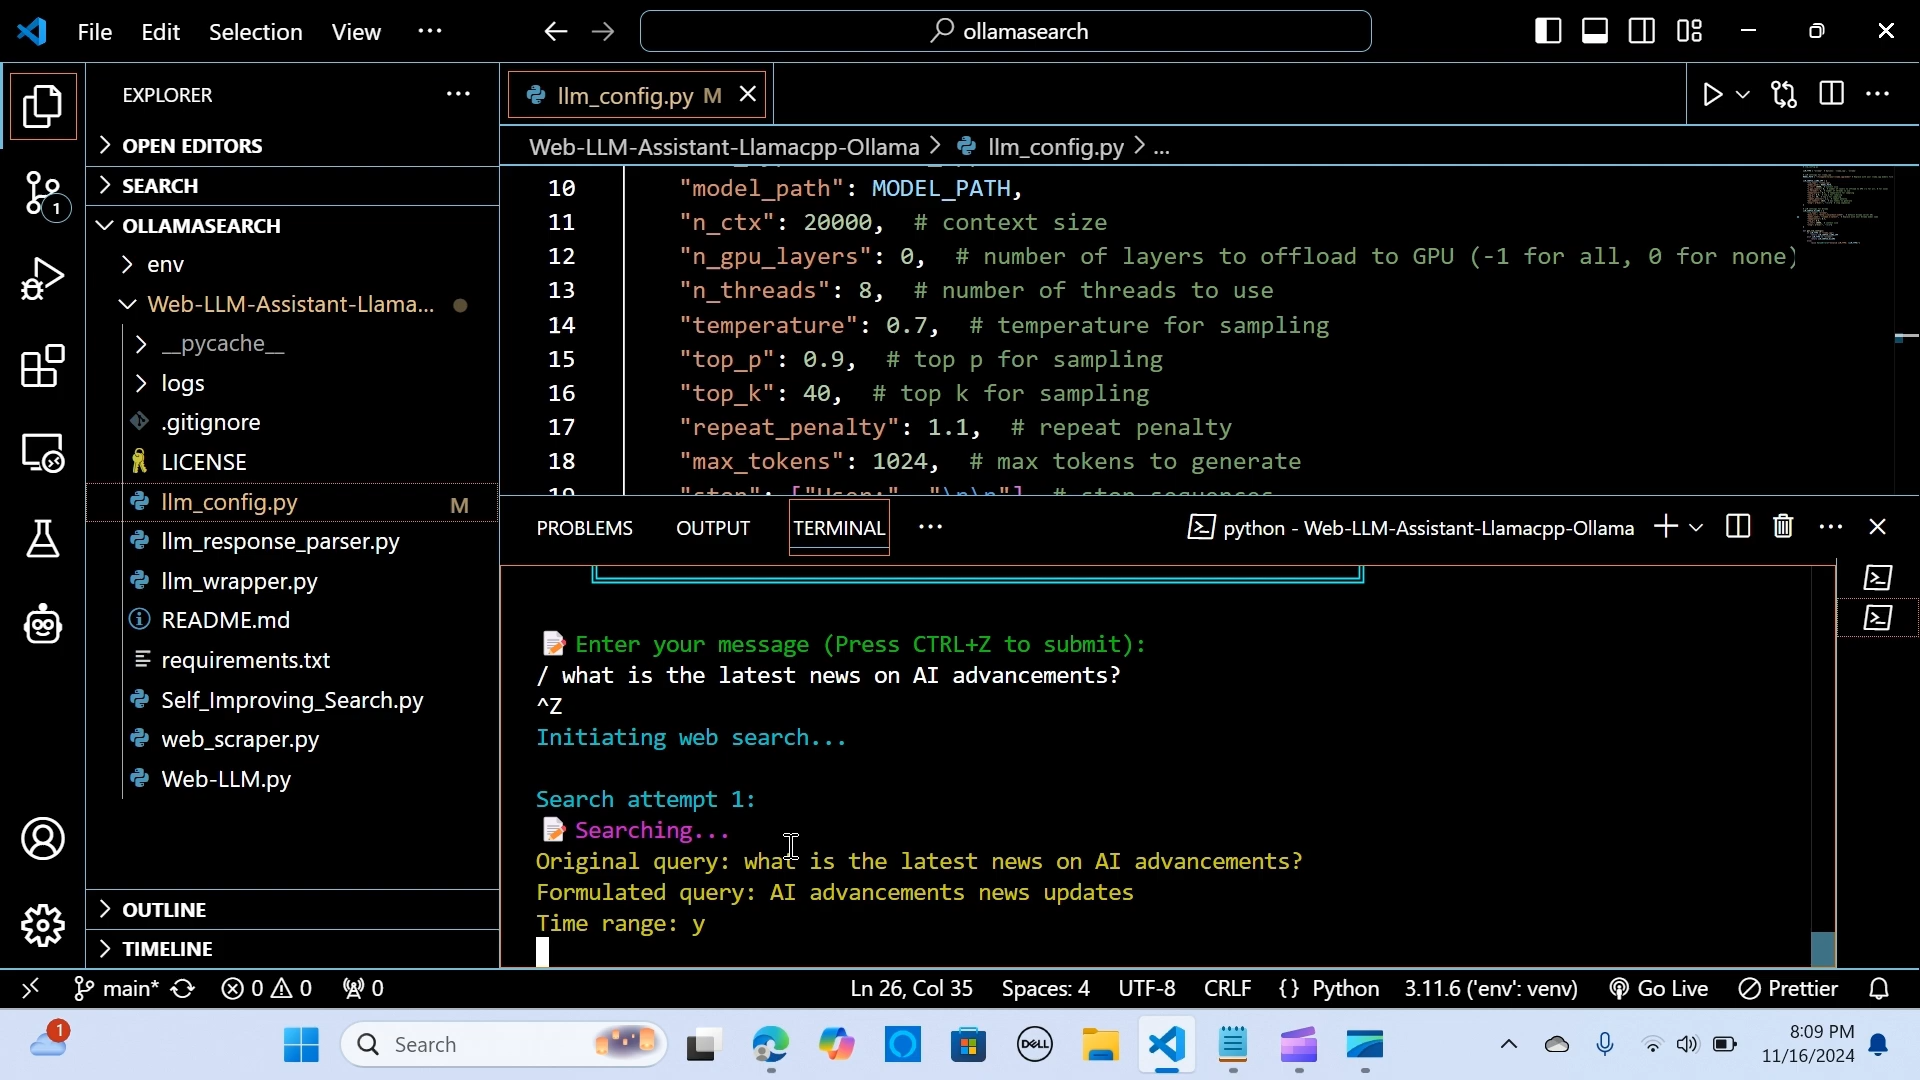 File Edit Selection View ···
ollamasearch
EXPLORER
OPEN EDITORS
SEARCH
OLLAMASEARCH
env
Web-LLM-Assistant-Llama...
__pycache__
logs
.gitignore
LICENSE
llm_config.py M
llm_response_parser.py
llm_wrapper.py
README.md
requirements.txt
Self_Improving_Search.py
web_scraper.py
Web-LLM.py
OUTLINE
TIMELINE
1
llm_config.py M
Web-LLM-Assistant-Llamacpp-Ollama > llm_config.py > ...
10 "model_path": MODEL_PATH,
11 "n_ctx": 20000, # context size
12 "n_gpu_layers": 0, # number of layers to offload to GPU (-1 for all, 0 for none)
13 "n_threads": 8, # number of threads to use
14 "temperature": 0.7, # temperature for sampling
15 "top_p": 0.9, # top p for sampling
16 "top_k": 40, # top k for sampling
17 "repeat_penalty": 1.1, # repeat penalty
18 "max_tokens": 1024, # max tokens to generate
19 "stop": ["User:", "\n\n"] # stop sequences
PROBLEMS OUTPUT TERMINAL ··· python - Web-LLM-Assistant-Llamacpp-Ollama
Enter your message (Press CTRL+Z to submit):
/ what is the latest news on AI advancements?
^Z
Initiating web search...
Search attempt 1:
Searching...
Original query: what is the latest news on AI advancements?
Formulated query: AI advancements news updates
Time range: y
main* 0 0 0 Ln 26, Col 35 Spaces: 4 UTF-8 CRLF {} Python 3.11.6 ('env': venv) Go Live Prettier
1 Search DELL 8:09 PM
11/16/2024